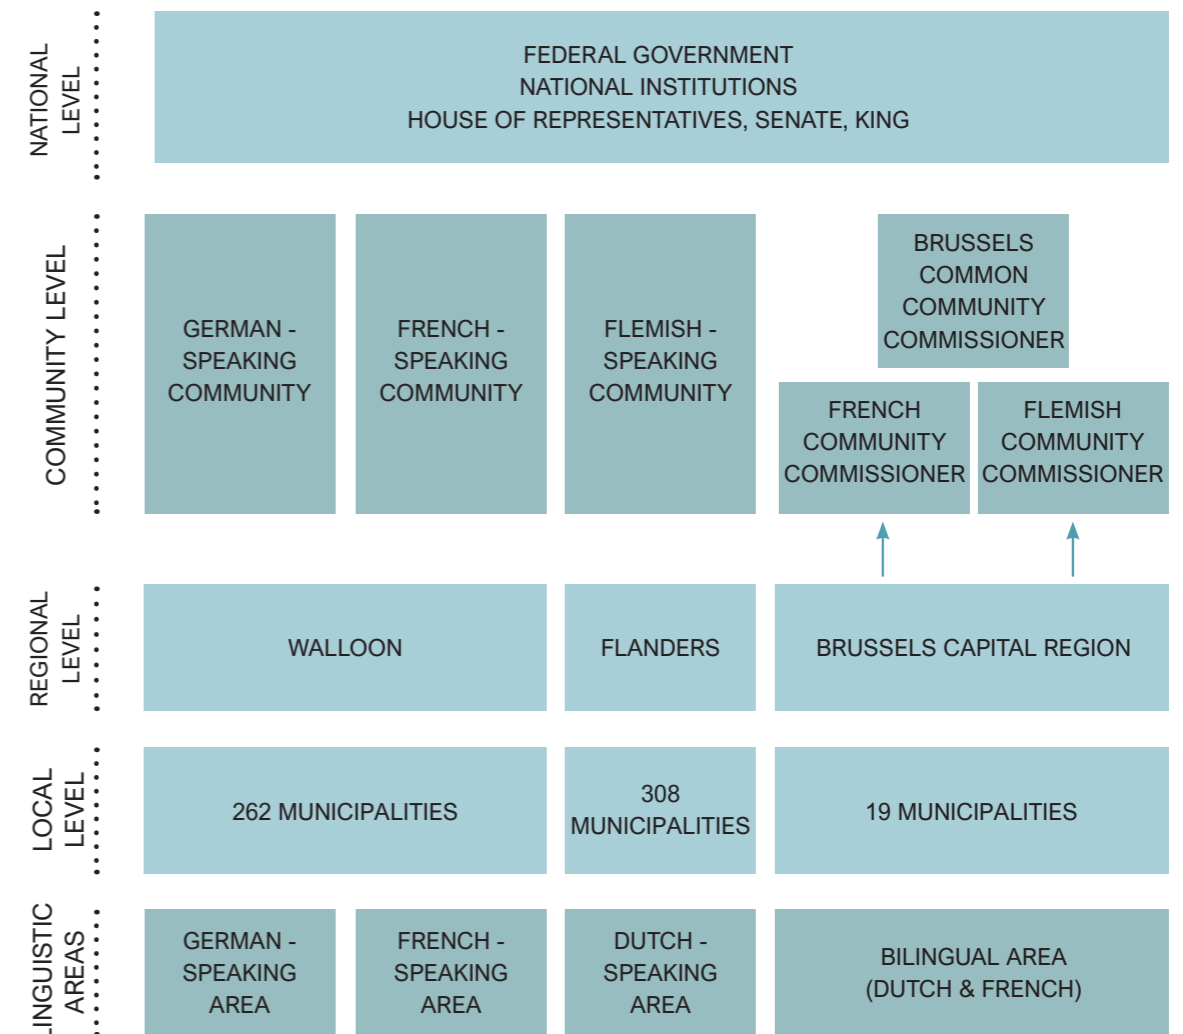 NATIONAL
LEVEL
FEDERAL GOVERNMENT
NATIONAL INSTITUTIONS
HOUSE OF REPRESENTATIVES, SENATE, KING
COMMUNITY LEVEL
GERMAN -
SPEAKING
COMMUNITY
FRENCH -
SPEAKING
COMMUNITY
FLEMISH -
SPEAKING
COMMUNITY
BRUSSELS
COMMON
COMMUNITY
COMMISSIONER
FRENCH
COMMUNITY
COMMISSIONER
FLEMISH
COMMUNITY
COMMISSIONER
REGIONAL
LEVEL
WALLOON
FLANDERS
BRUSSELS CAPITAL REGION
LOCAL
LEVEL
262 MUNICIPALITIES
308
MUNICIPALITIES
19 MUNICIPALITIES
LINGUISTIC
AREAS
GERMAN -
SPEAKING
AREA
FRENCH -
SPEAKING
AREA
DUTCH -
SPEAKING
AREA
BILINGUAL AREA
(DUTCH & FRENCH)